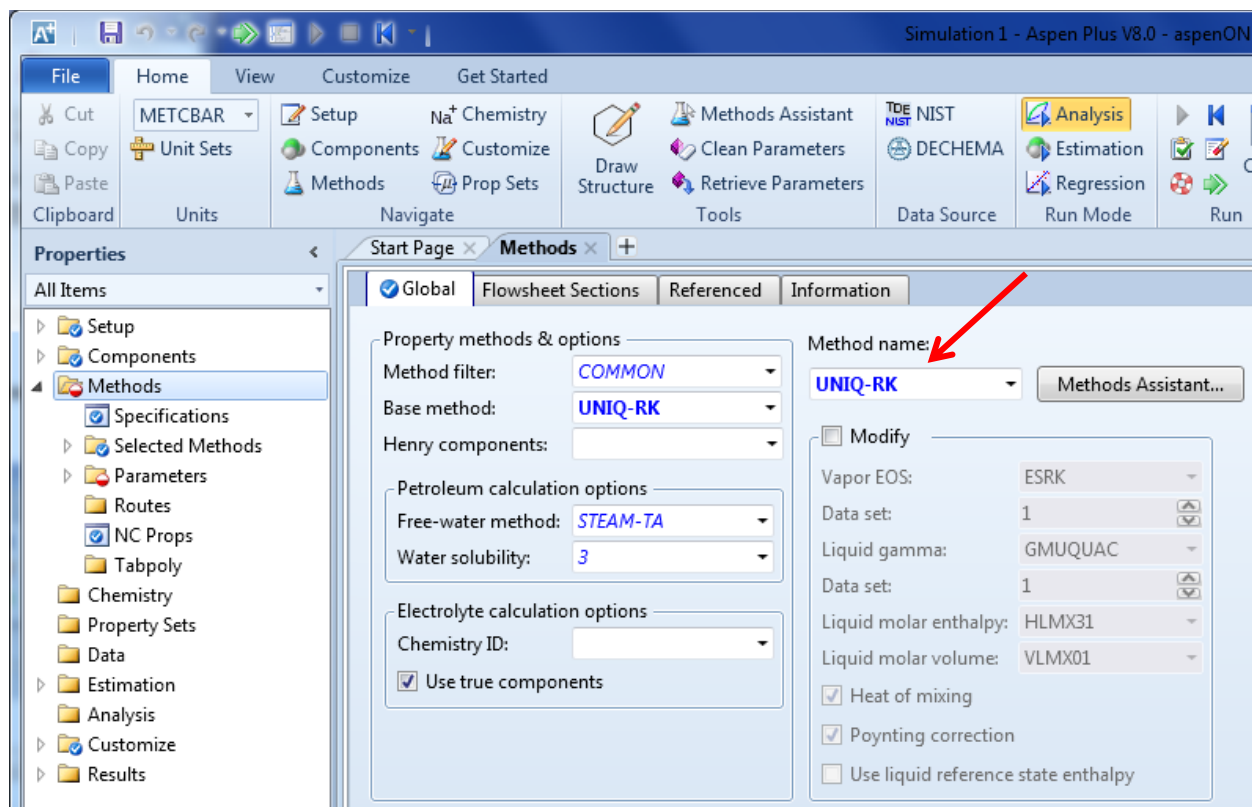 Simulation 1 - Aspen Plus V8.0 - aspenON
File Home View Customize Get Started
Cut METCBAR Setup Na+ Chemistry Methods Assistant TDE NIST NIST Analysis
Copy Unit Sets Components Customize Draw Structure Clean Parameters DECHEMA Estimation
Paste Methods Prop Sets Retrieve Parameters Regression
Clipboard Units Navigate Tools Data Source Run Mode Run
Properties
Start Page Methods
All Items
Global Flowsheet Sections Referenced Information
Setup
Components
Methods
Specifications
Selected Methods
Parameters
Routes
NC Props
Tabpoly
Chemistry
Property Sets
Data
Estimation
Analysis
Customize
Results
Property methods & options
Method filter: COMMON
Base method: UNIQ-RK
Henry components:
Petroleum calculation options
Free-water method: STEAM-TA
Water solubility: 3
Electrolyte calculation options
Chemistry ID:
Use true components
Method name:
UNIQ-RK Methods Assistant...
Modify
Vapor EOS: ESRK
Data set: 1
Liquid gamma: GMUQUAC
Data set: 1
Liquid molar enthalpy: HLMX31
Liquid molar volume: VLMX01
Heat of mixing
Poynting correction
Use liquid reference state enthalpy